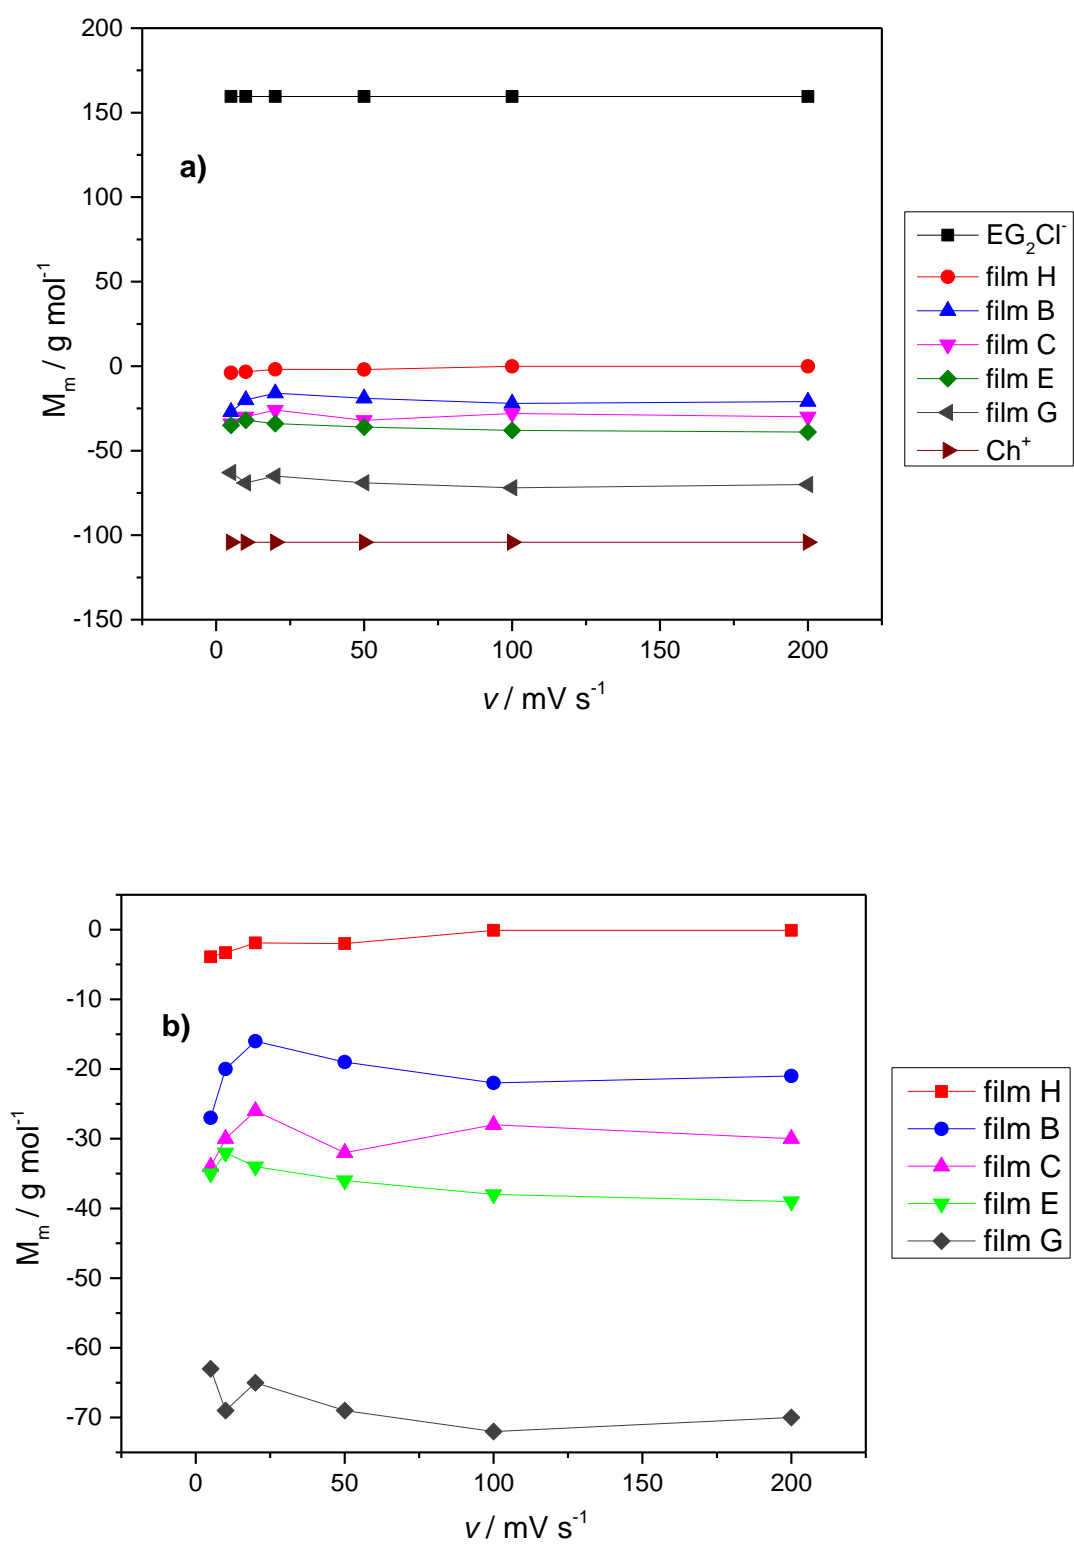 200
150
100
50
0
-50
-100
-150
a)
M_m / g mol^-1
0 50 100 150 200
v / mV s^-1
EG_2Cl^-
film H
film B
film C
film E
film G
Ch^+
0
-10
-20
-30
-40
-50
-60
-70
b)
M_m / g mol^-1
0 50 100 150 200
v / mV s^-1
film H
film B
film C
film E
film G